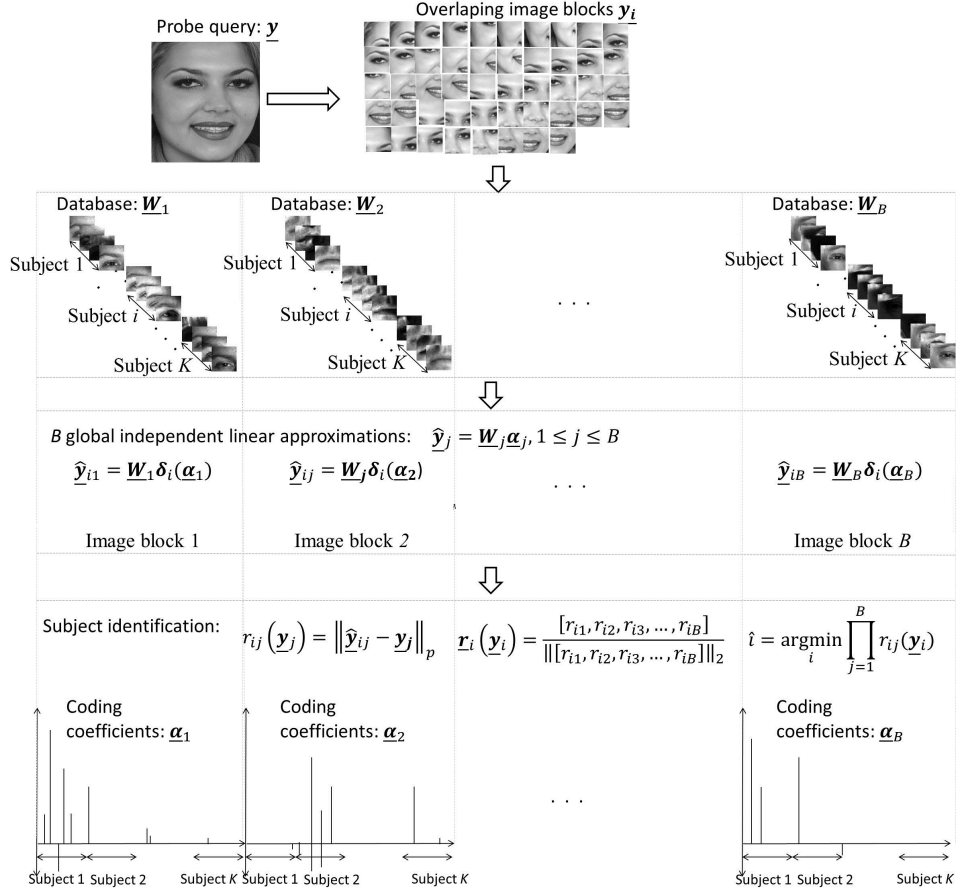 Probe query: y
Overlaping image blocks y_i
Database: W_1
Database: W_2
Database: W_B
Subject 1
Subject 1
Subject 1
Subject i
Subject i
. . .
Subject i
Subject K
Subject K
Subject K
B global independent linear approximations: ŷ_j = W_j α_j, 1 ≤ j ≤ B
ŷ_i1 = W_1 δ_i(α_1)
ŷ_ij = W_j δ_i(α_2)
. . .
ŷ_iB = W_B δ_i(α_B)
Image block 1
Image block 2
Image block B
Subject identification:
r_ij(y_j) = ‖ŷ_ij − y_j‖_p
r_i(y_i) = [r_i1, r_i2, r_i3, … , r_iB] / ‖[r_i1, r_i2, r_i3, … , r_iB]‖_2
î = argmin_i ∏_{j=1}^{B} r_ij(y_i)
Coding
coefficients: α_1
Coding
coefficients: α_2
Coding
coefficients: α_B
. . .
Subject 1
Subject 2
Subject K
Subject 1
Subject 2
Subject K
Subject 1
Subject 2
Subject K